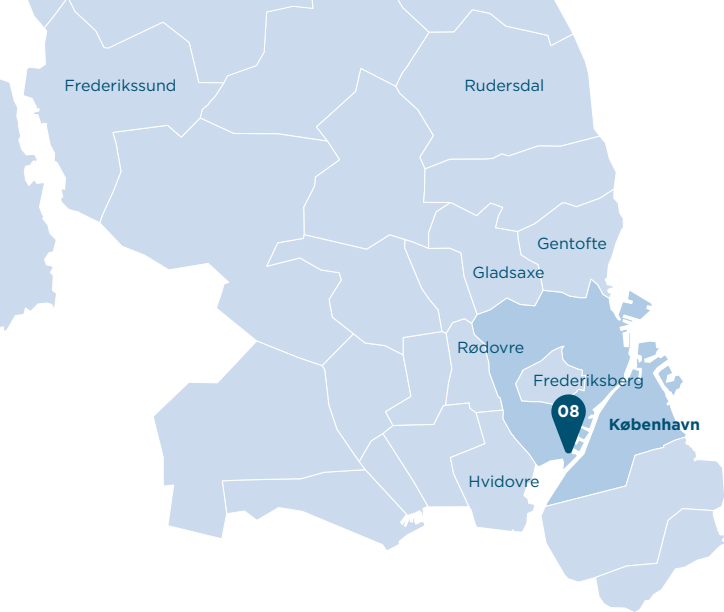 Frederikssund
Rudersdal
Gentofte
Gladsaxe
Rødovre
Frederiksberg
08
København
Hvidovre